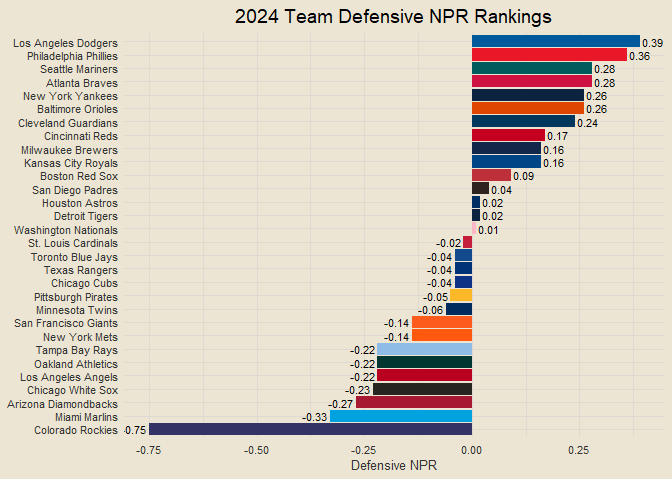 2024 Team Defensive NPR Rankings
Los Angeles Dodgers 0.39
Philadelphia Phillies 0.36
Seattle Mariners 0.28
Atlanta Braves 0.28
New York Yankees 0.26
Baltimore Orioles 0.26
Cleveland Guardians 0.24
Cincinnati Reds 0.17
Milwaukee Brewers 0.16
Kansas City Royals 0.16
Boston Red Sox 0.09
San Diego Padres 0.04
Houston Astros 0.02
Detroit Tigers 0.02
Washington Nationals 0.01
St. Louis Cardinals -0.02
Toronto Blue Jays -0.04
Texas Rangers -0.04
Chicago Cubs -0.04
Pittsburgh Pirates -0.05
Minnesota Twins -0.06
San Francisco Giants -0.14
New York Mets -0.14
Tampa Bay Rays -0.22
Oakland Athletics -0.22
Los Angeles Angels -0.22
Chicago White Sox -0.23
Arizona Diamondbacks -0.27
Miami Marlins -0.33
Colorado Rockies 0.75
-0.75 -0.50 -0.25 0.00 0.25
Defensive NPR